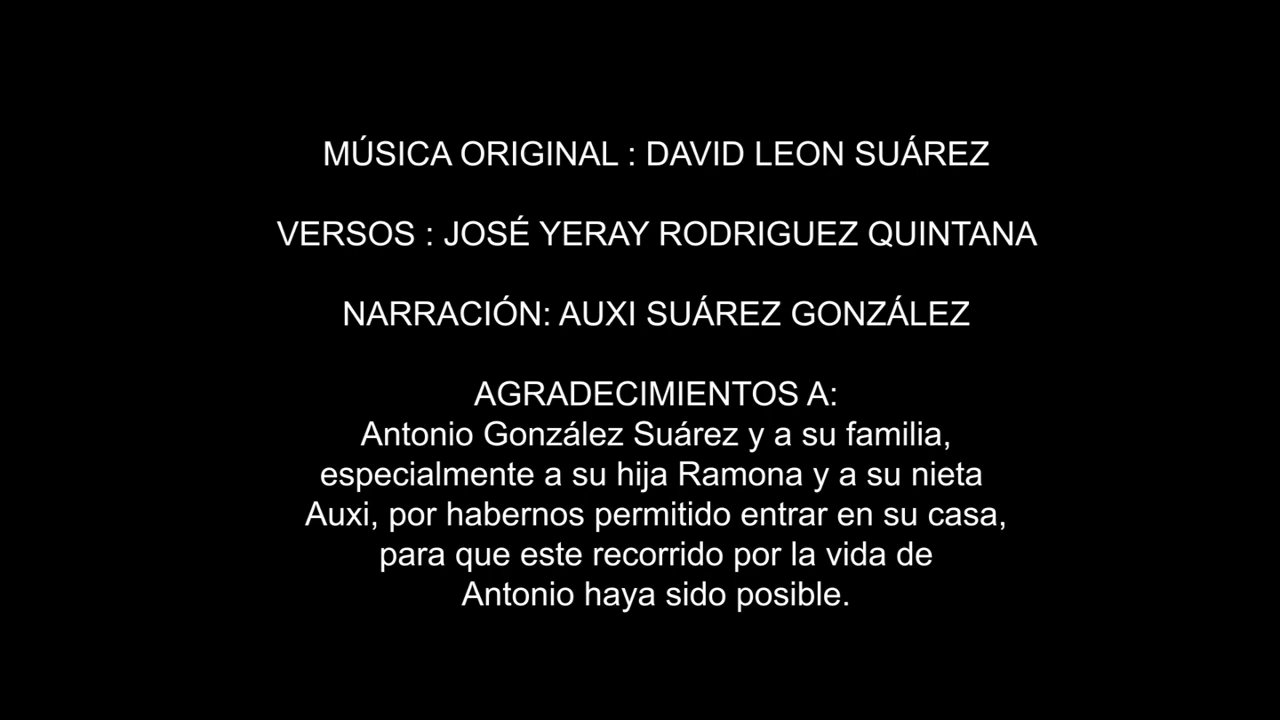 MÚSICA ORIGINAL : DAVID LEON SUÁREZ
VERSOS : JOSÉ YERAY RODRIGUEZ QUINTANA
NARRACIÓN: AUXI SUÁREZ GONZÁLEZ
AGRADECIMIENTOS A:
Antonio González Suárez y a su familia,
especialmente a su hija Ramona y a su nieta
Auxi, por habernos permitido entrar en su casa,
para que este recorrido por la vida de
Antonio haya sido posible.